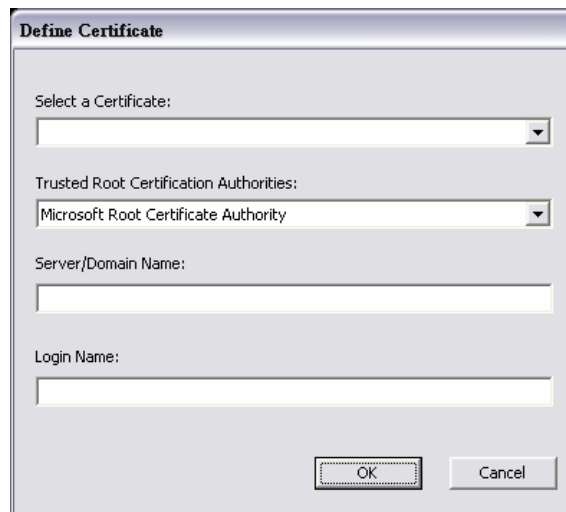 Define Certificate
Select a Certificate:
Trusted Root Certification Authorities:
Microsoft Root Certificate Authority
Server/Domain Name:
Login Name:
OK
Cancel